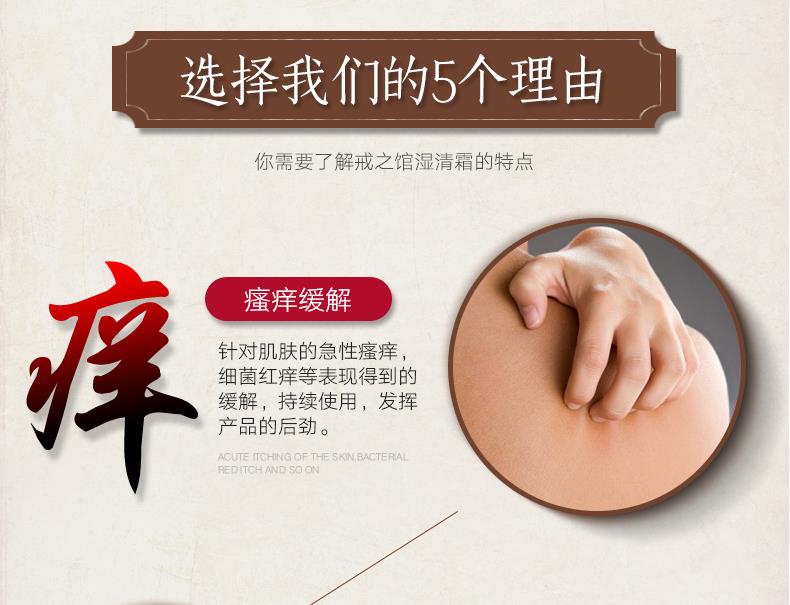 选择我们的5个理由
你需要了解戒之馆湿清霜的特点
痒
瘙痒缓解
针对肌肤的急性瘙痒，
细菌红痒等表现得到的
缓解，持续使用，发挥
产品的后劲。
ACUTE ITCHING OF THE SKIN,BACTERIAL
RED ITCH AND SO ON